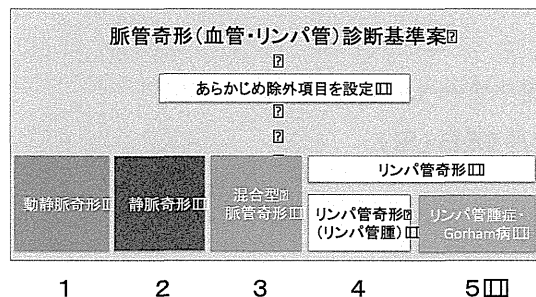 脈管奇形（血管・リンパ管）診断基準案
あらかじめ除外項目を設定
リンパ管奇形
動静脈奇形
静脈奇形
混合型
脈管奇形
リンパ管奇形
（リンパ管腫）
リンパ管腫症・
Gorham病
1 2 3 4 5